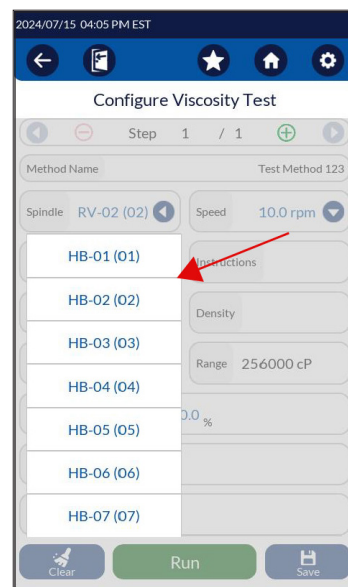 2024/07/15 04:05 PM EST
Configure Viscosity Test
Step 1 / 1
Method Name Test Method 123
Spindle RV-02 (02) Speed 10.0 rpm
HB-01 (01)
Instructions
HB-02 (02)
Density
HB-03 (03)
Range 256000 cP
HB-04 (04)
HB-05 (05)
0.0 %
HB-06 (06)
HB-07 (07)
Clear Run Save